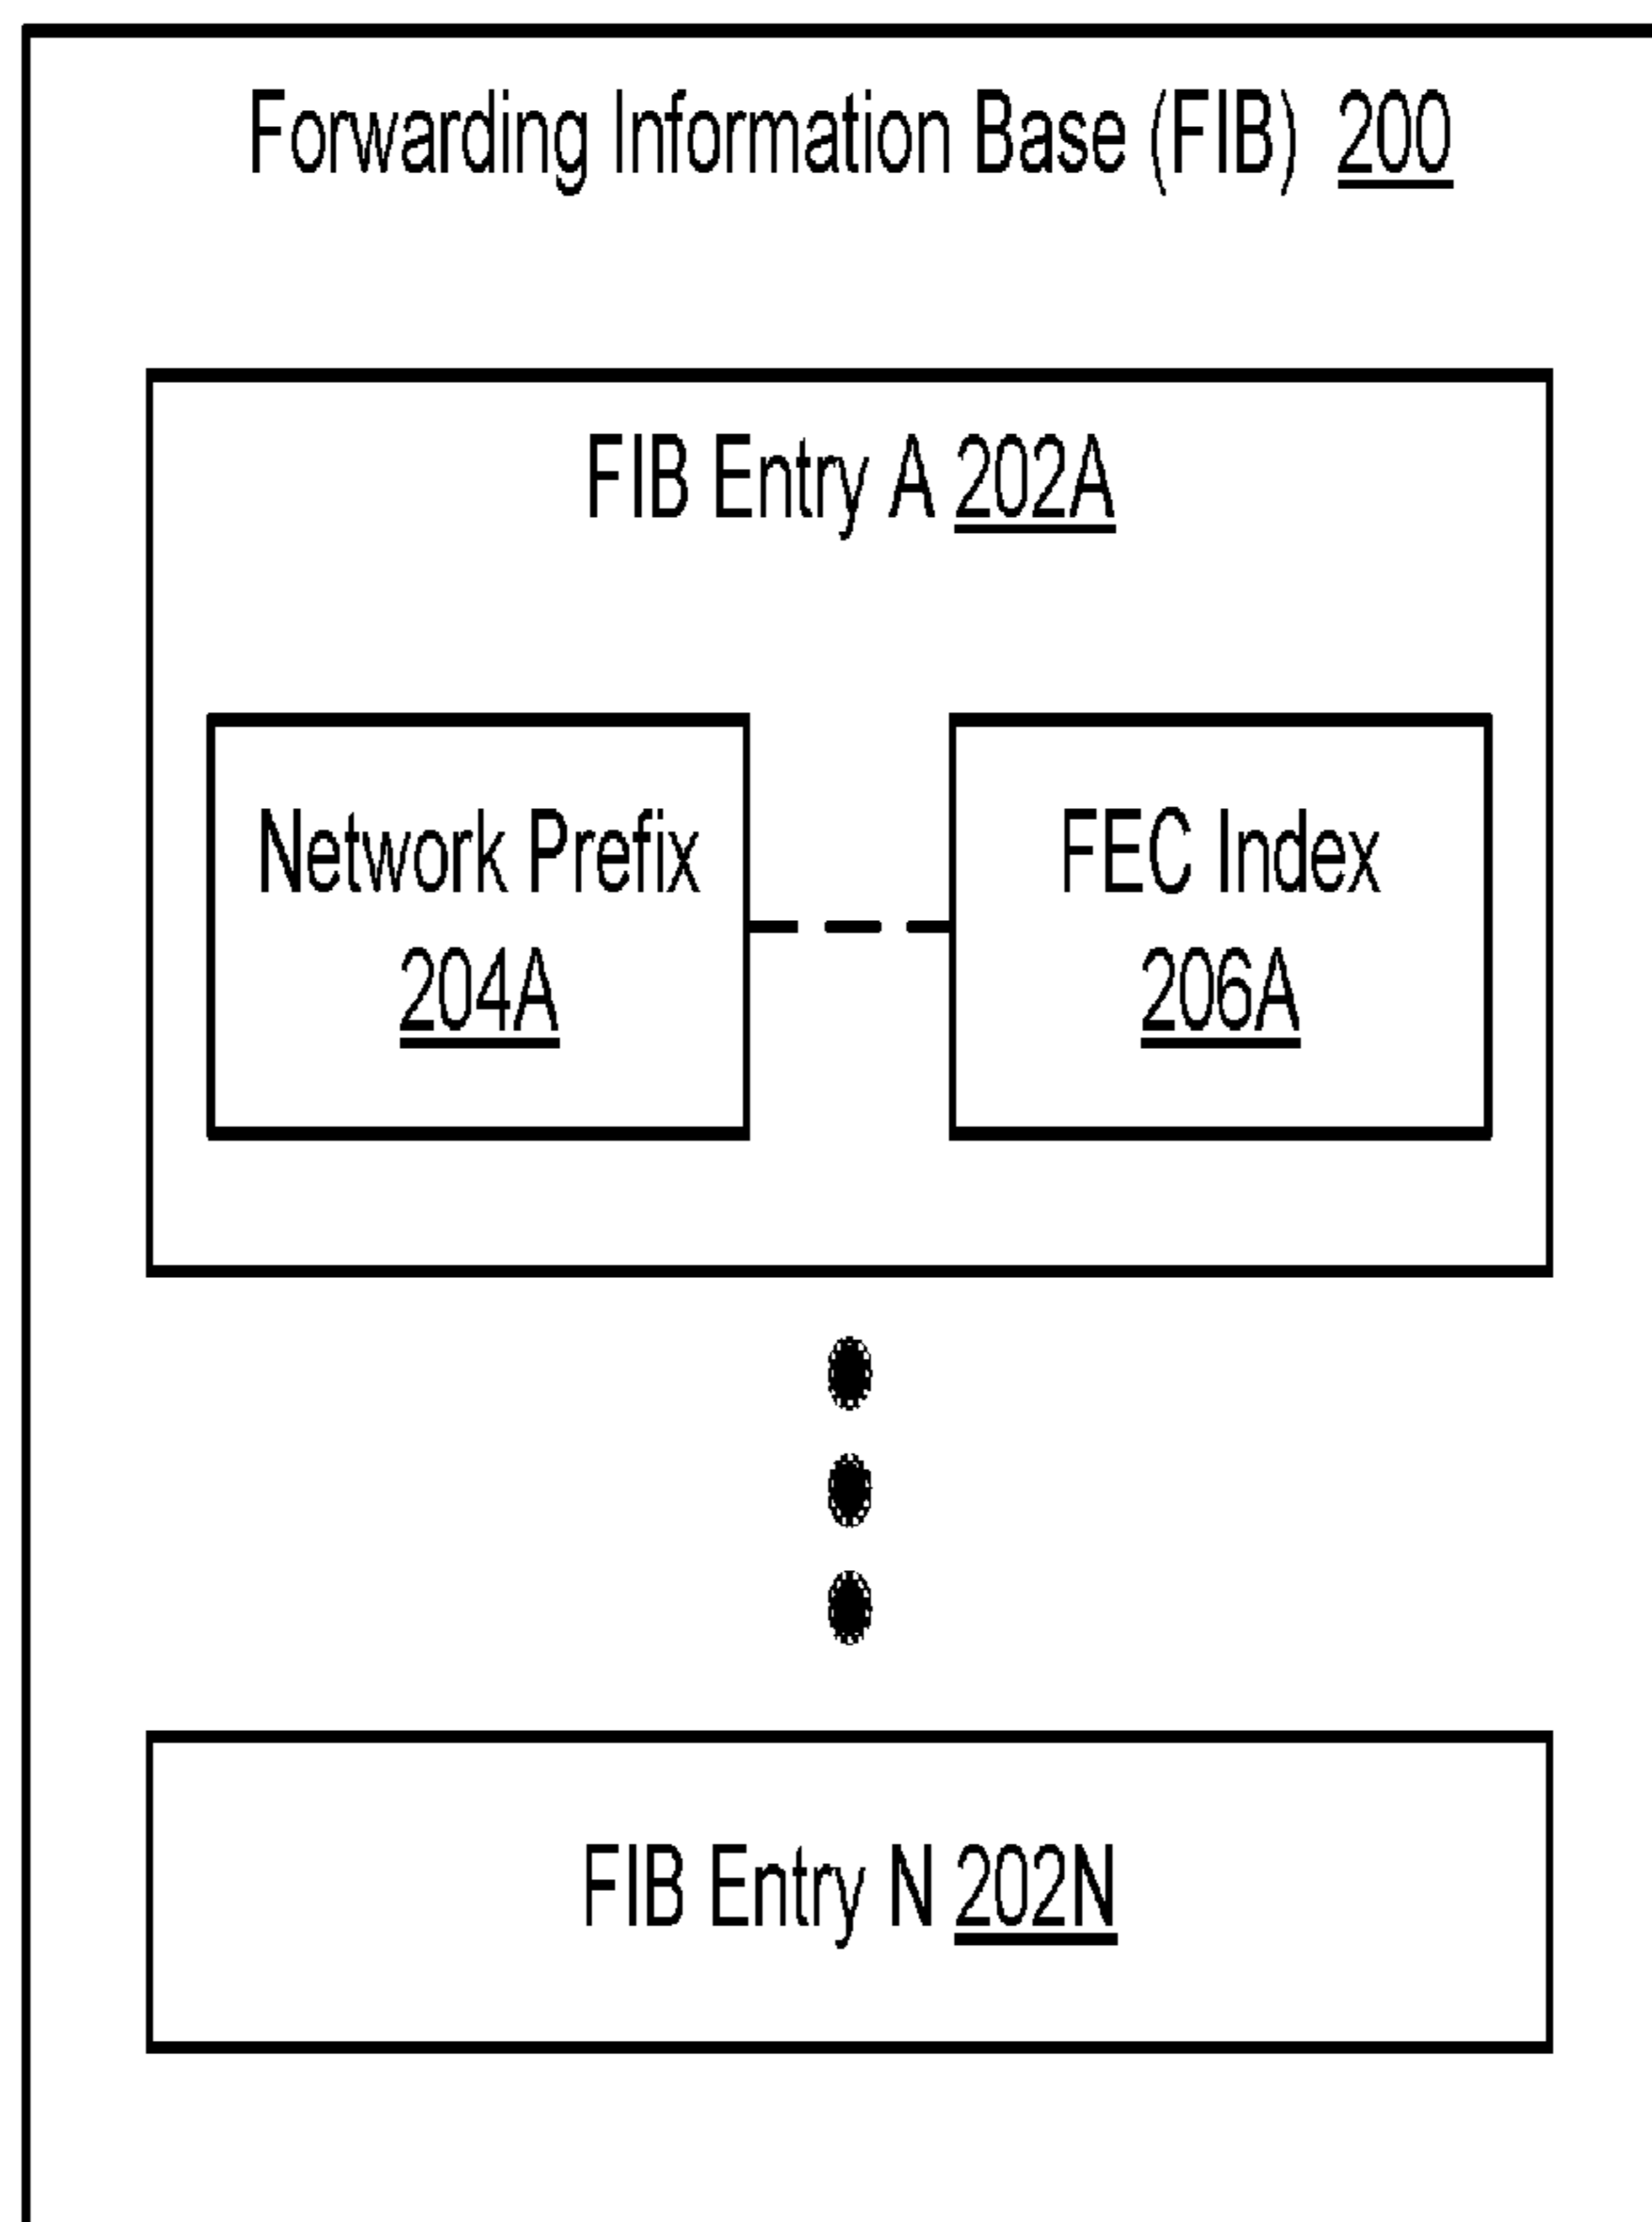 Forwarding Information Base (FIB) 200
FIB Entry A 202A
Network Prefix
204A
FEC Index
206A
FIB Entry N 202N